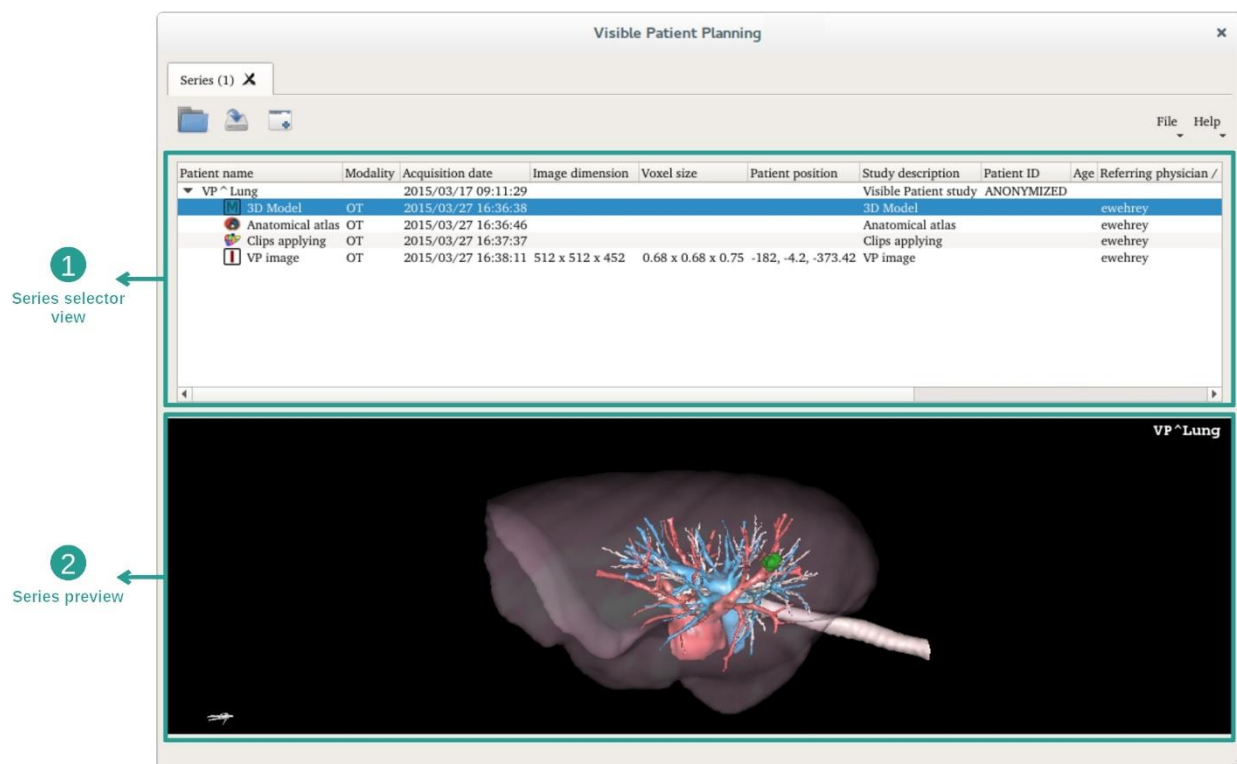 Visible Patient Planning
Series (1)
File Help
Patient name Modality Acquisition date Image dimension Voxel size Patient position Study description Patient ID Age Referring physician /
VP^Lung 2015/03/17 09:11:29 Visible Patient study ANONYMIZED
M 3D Model OT 2015/03/27 16:36:38 3D Model ewehrey
Anatomical atlas OT 2015/03/27 16:36:46 Anatomical atlas ewehrey
Clips applying OT 2015/03/27 16:37:37 Clips applying ewehrey
I VP image OT 2015/03/27 16:38:11 512 x 512 x 452 0.68 x 0.68 x 0.75 -182, -4.2, -373.42 VP image ewehrey
1
Series selector
view
VP^Lung
2
Series preview